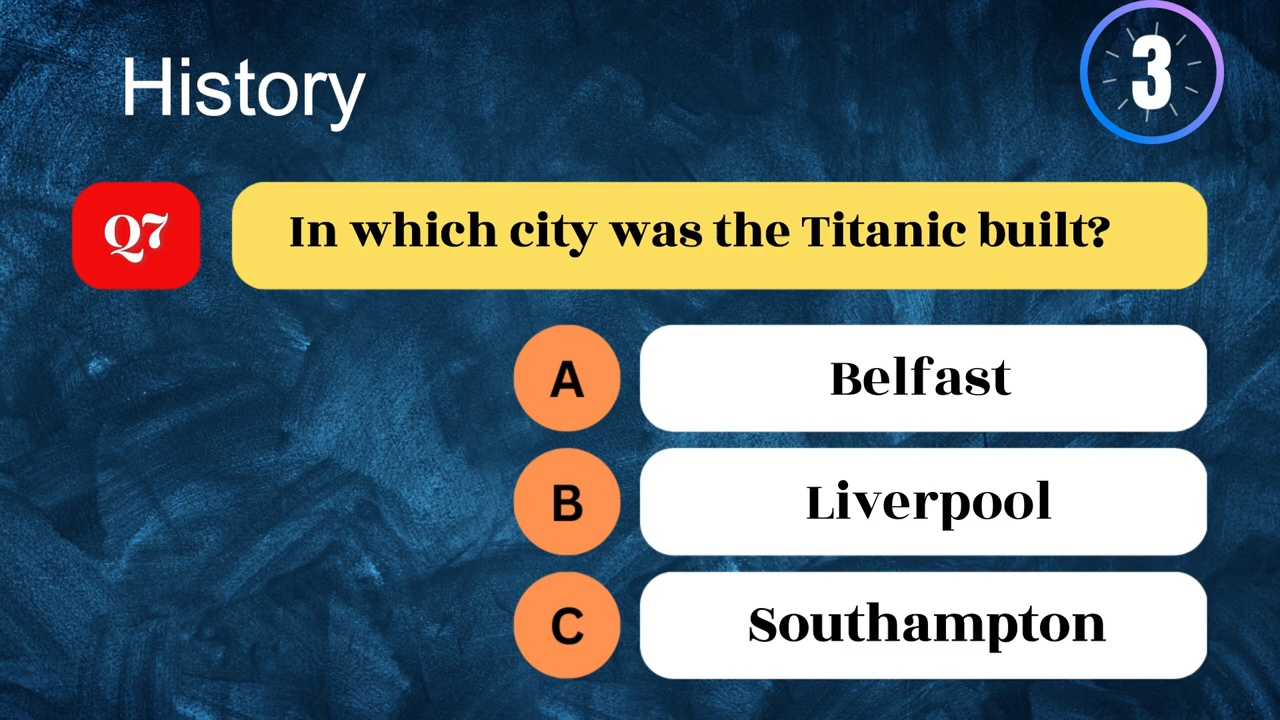 History
3
Q7
In which city was the Titanic built?
A
Belfast
B
Liverpool
C
Southampton